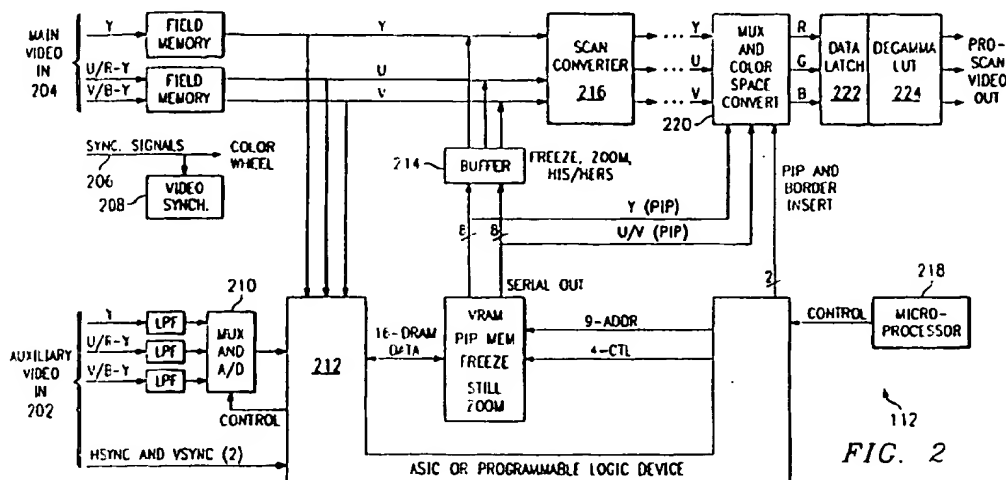 MAIN
VIDEO
IN
204
Y
U/R-Y
V/B-Y
FIELD
MEMORY
FIELD
MEMORY
Y
U
V
SCAN
CONVERTER
216
... Y
... U
... V
MUX
AND
COLOR
SPACE
CONVERT
220
R
G
B
DATA
LATCH
222
DEGAMMA
LUT
224
PRO-
SCAN
VIDEO
OUT
SYNC. SIGNALS
206
COLOR
WHEEL
208
VIDEO
SYNCH.
214
BUFFER
FREEZE, ZOOM,
HIS/HERS
PIP AND
BORDER
INSERT
Y (PIP)
U/V (PIP)
8
8
2
SERIAL OUT
210
218
AUXILIARY
VIDEO
IN
202
Y
U/R-Y
V/B-Y
LPF
LPF
LPF
MUX
AND
A/D
CONTROL
212
16-DRAM
DATA
VRAM
PIP MEM
FREEZE
STILL
ZOOM
9-ADDR
4-CTL
CONTROL
MICRO-
PROCESSOR
112
HSYNC AND VSYNC (2)
ASIC OR PROGRAMMABLE LOGIC DEVICE
FIG. 2